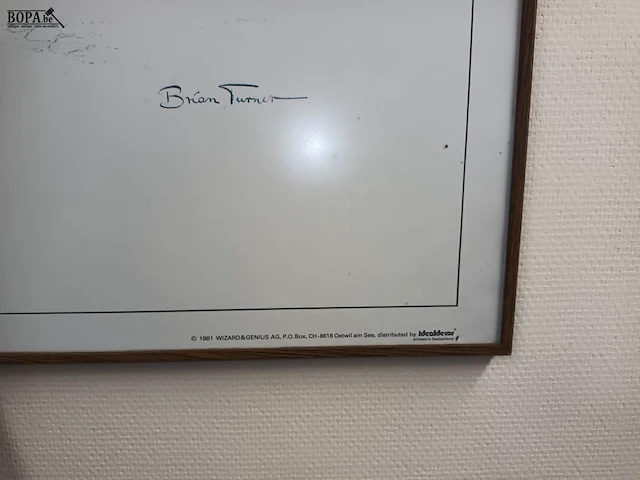 BOPA be
Brian Turner
© 1981 WIZARD&GENIUS AG, P.O.Box, CH-8618 Oetwil am See, distributed by idealdecor®
printed in Switzerland